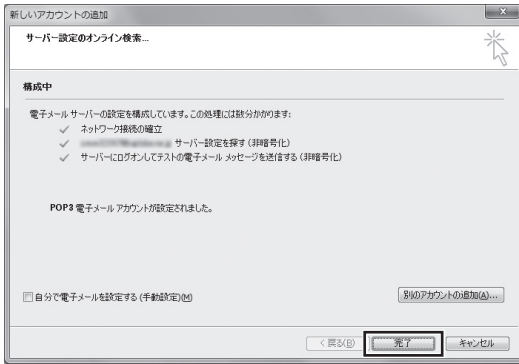 新しいアカウントの追加
サーバー設定のオンライン検索...
構成中
電子メール サーバーの設定を構成しています。この処理には数分かかります:
ネットワーク接続の確立
サーバー設定を探す (非暗号化)
サーバーにログオンしてテストの電子メール メッセージを送信する (非暗号化)
POP3 電子メール アカウントが設定されました。
自分で電子メールを設定する (手動設定)(M)
別のアカウントの追加(A)...
< 戻る(B)
完了
キャンセル